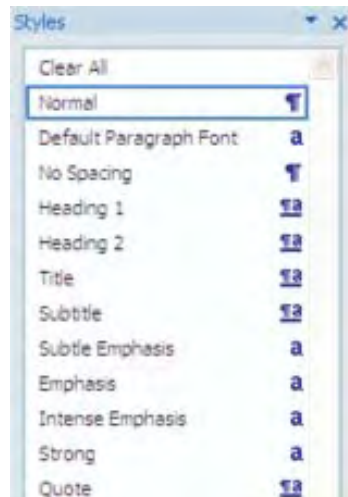 Styles
Clear All
Normal ¶
Default Paragraph Font a
No Spacing ¶
Heading 1 ¶a
Heading 2 ¶a
Title ¶a
Subtitle ¶a
Subtle Emphasis a
Emphasis a
Intense Emphasis a
Strong a
Quote ¶a